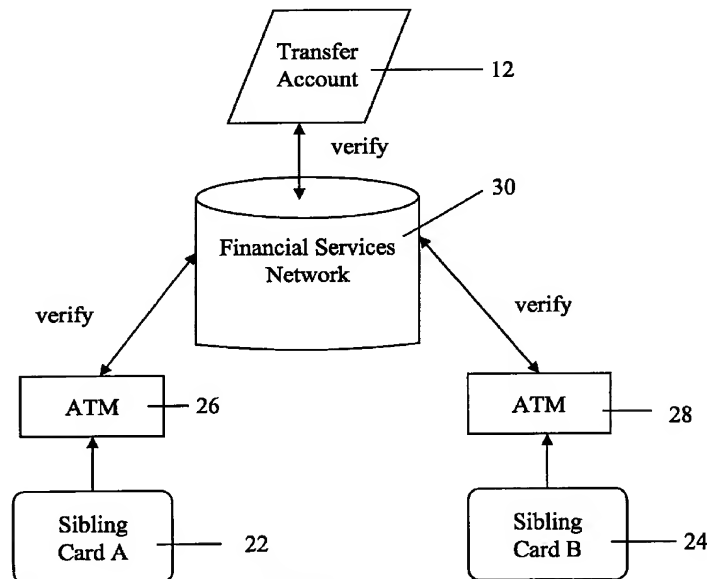 Transfer
Account
12
verify
30
Financial Services
Network
verify
verify
ATM
26
ATM
28
Sibling
Card A
22
Sibling
Card B
24